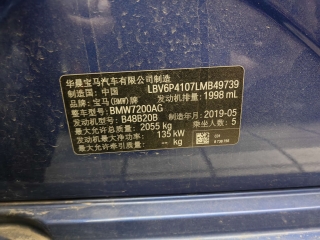 华晨宝马汽车有限公司制造
制造国: 中国 LBV6P4107LMB49739
品牌: 宝马(BMW)牌 发动机排量: 1998 mL
整车型号: BMW7200AG
发动机型号: B48B20B 制造年月: 2019-05
最大允许总质量: 2055 kg 乘坐人数: 5
发动机最大净功率: 135 kW
最大允许牵引质量: -- kg